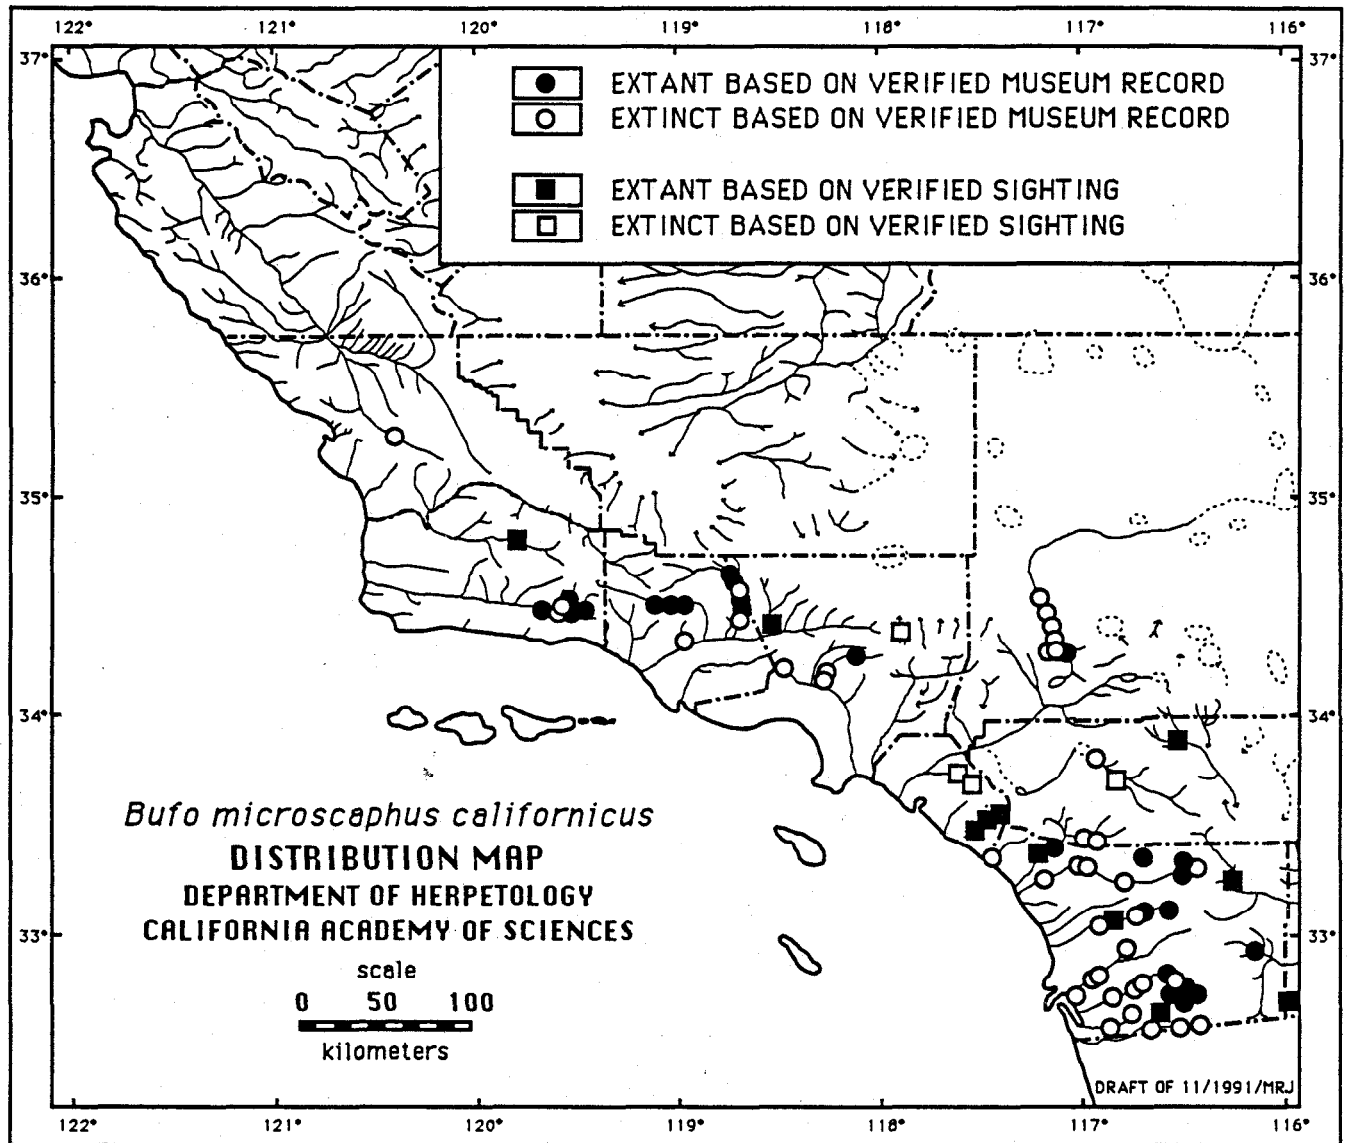 122° 121° 120° 119° 118° 117° 116°
37° 37°
EXTANT BASED ON VERIFIED MUSEUM RECORD
EXTINCT BASED ON VERIFIED MUSEUM RECORD
EXTANT BASED ON VERIFIED SIGHTING
EXTINCT BASED ON VERIFIED SIGHTING
36° 36°
35° 35°
34° 34°
Bufo microscaphus californicus
DISTRIBUTION MAP
DEPARTMENT OF HERPETOLOGY
CALIFORNIA ACADEMY OF SCIENCES
33° 33°
scale
0 50 100
kilometers
DRAFT OF 11/1991/MRJ
122° 121° 120° 119° 118° 117° 116°